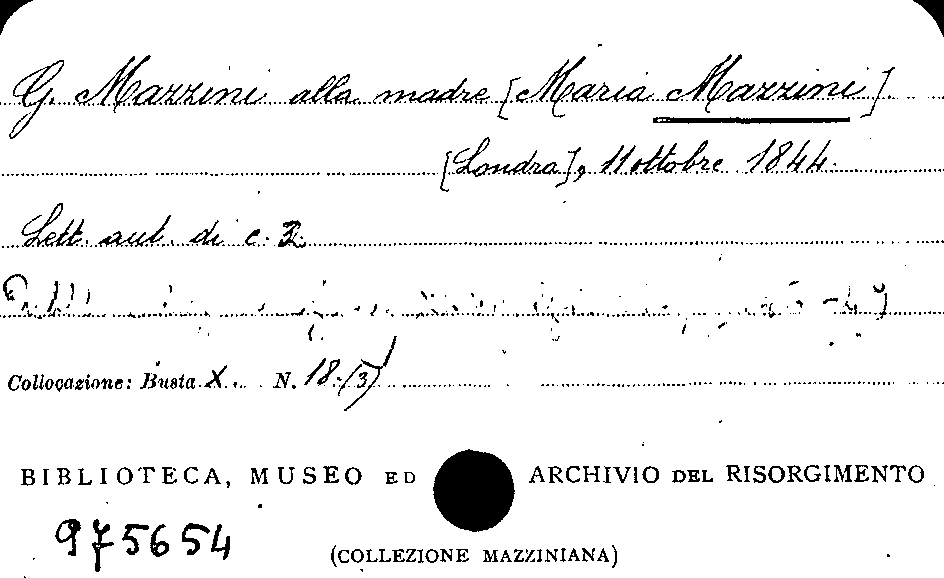 G. Mazzini alla madre [Maria Mazzini]
[Londra], 11 ottobre 1844.
Lett. aut. di c. 2.
Collocazione: Busta X. N. 18 (3)
BIBLIOTECA, MUSEO ED ARCHIVIO DEL RISORGIMENTO
975654
(COLLEZIONE MAZZINIANA)